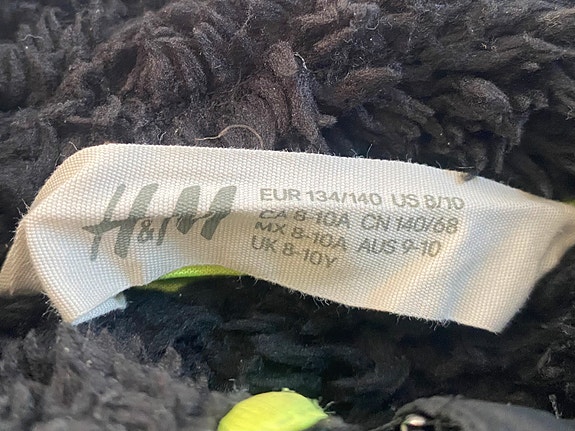 H&M
EUR 134/140 US 8/10
CA 8-10A CN 140/68
MX 8-10A AUS 9-10
UK 8-10Y